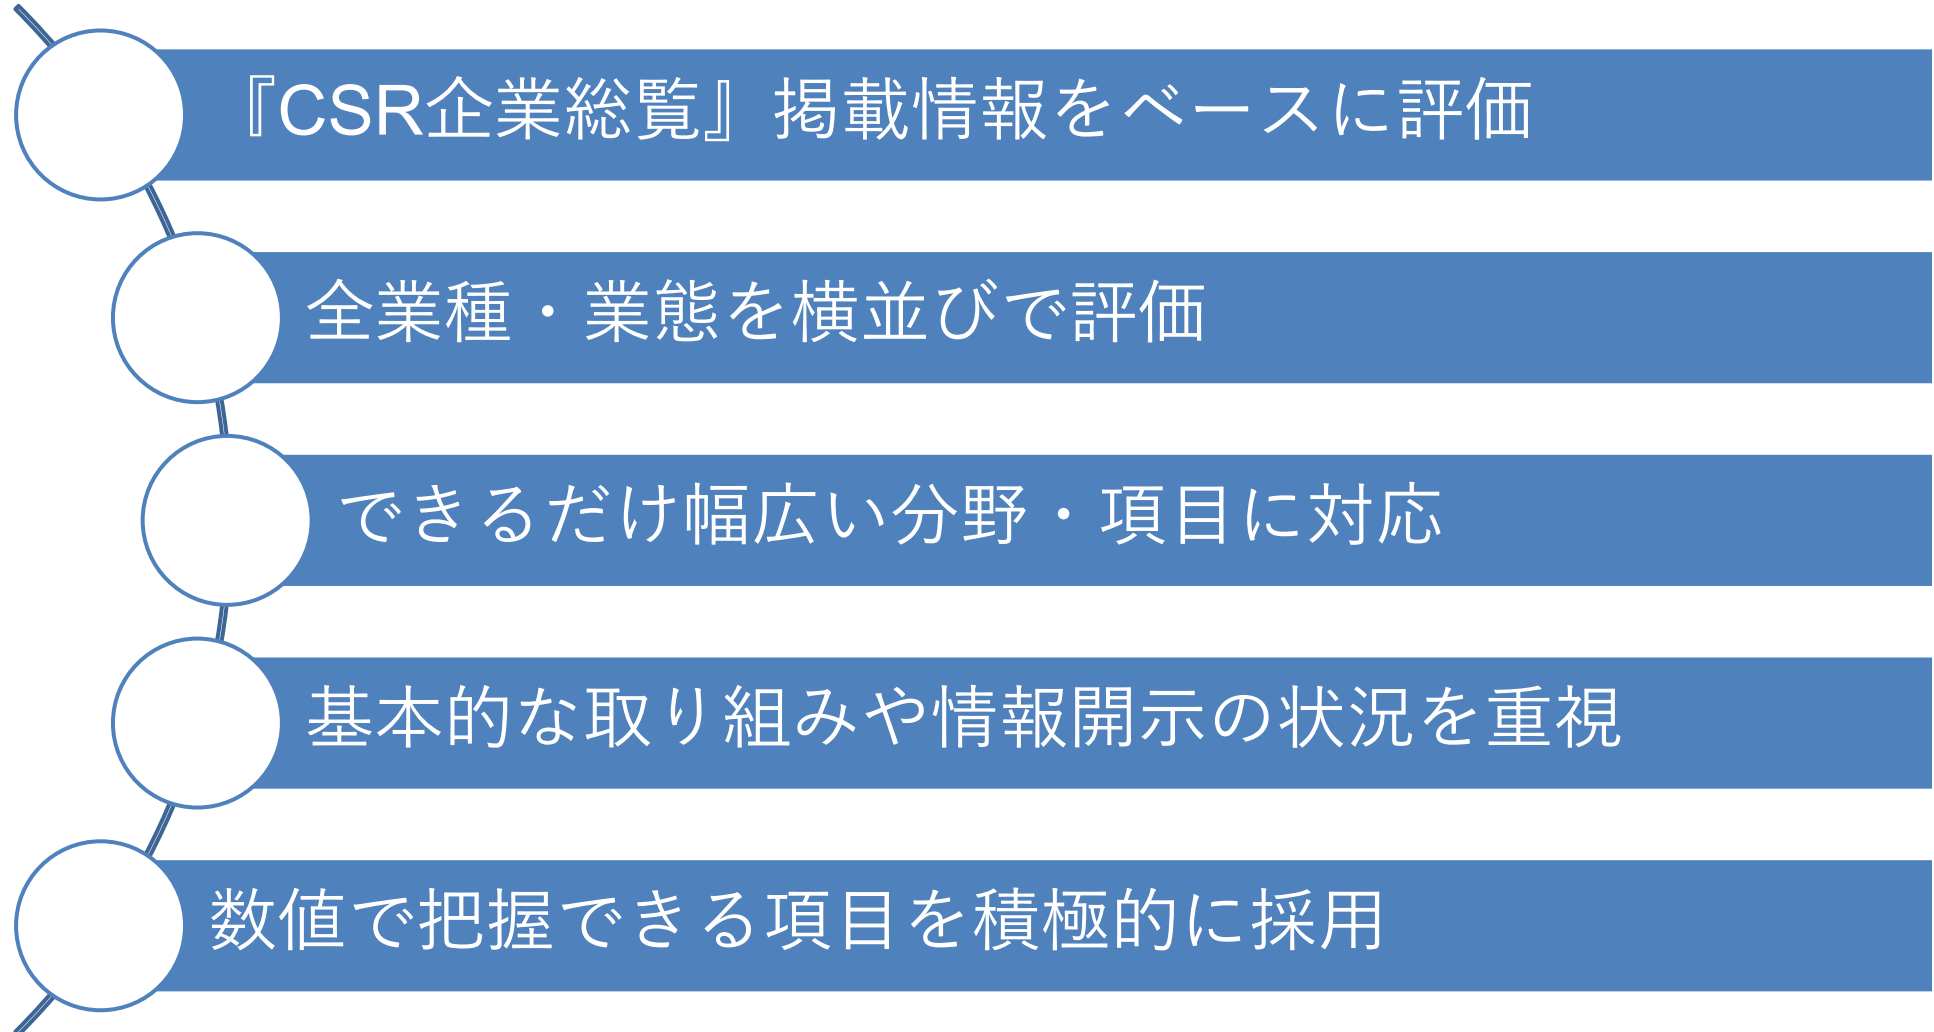 『CSR企業総覧』掲載情報をベースに評価
全業種・業態を横並びで評価
できるだけ幅広い分野・項目に対応
基本的な取り組みや情報開示の状況を重視
数値で把握できる項目を積極的に採用